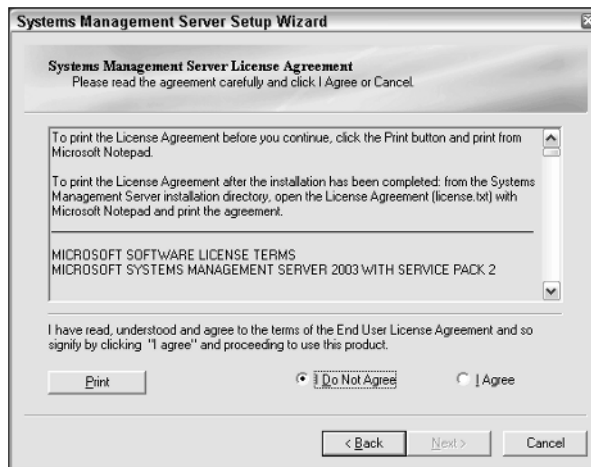 Systems Management Server Setup Wizard
Systems Management Server License Agreement
Please read the agreement carefully and click I Agree or Cancel.
To print the License Agreement before you continue, click the Print button and print from
Microsoft Notepad.
To print the License Agreement after the installation has been completed: from the Systems
Management Server installation directory, open the License Agreement (license.txt) with
Microsoft Notepad and print the agreement.
MICROSOFT SOFTWARE LICENSE TERMS
MICROSOFT SYSTEMS MANAGEMENT SERVER 2003 WITH SERVICE PACK 2
I have read, understood and agree to the terms of the End User License Agreement and so
signify by clicking "I agree" and proceeding to use this product.
Print
I Do Not Agree
I Agree
< Back
Next >
Cancel